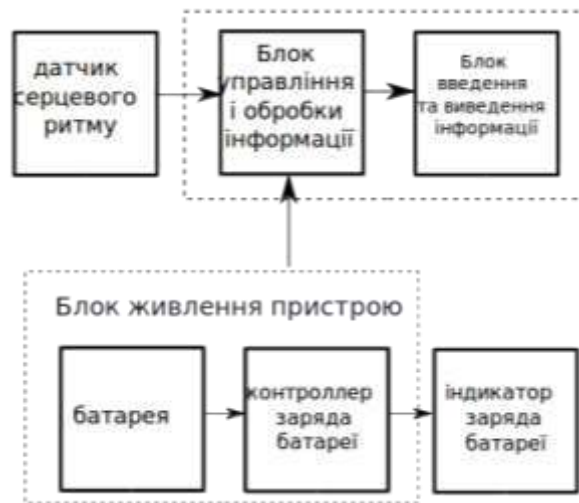 датчик
серцевого
ритму
Блок
управління
і обробки
інформації
Блок
введення
та виведення
інформації
Блок живлення пристрою
батарея
контроллер
заряда
батареї
індикатор
заряда
батареї